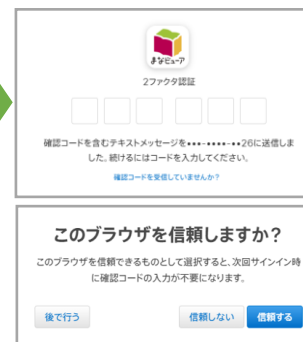 まなビューア
2ファクタ認証
確認コードを含むテキストメッセージを•••-••••-••26に送信しま
した。続けるにはコードを入力してください。
確認コードを受信していませんか？
このブラウザを信頼しますか？
このブラウザを信頼できるものとして選択すると、次回サインイン時
に確認コードの入力が不要になります。
後で行う 信頼しない 信頼する